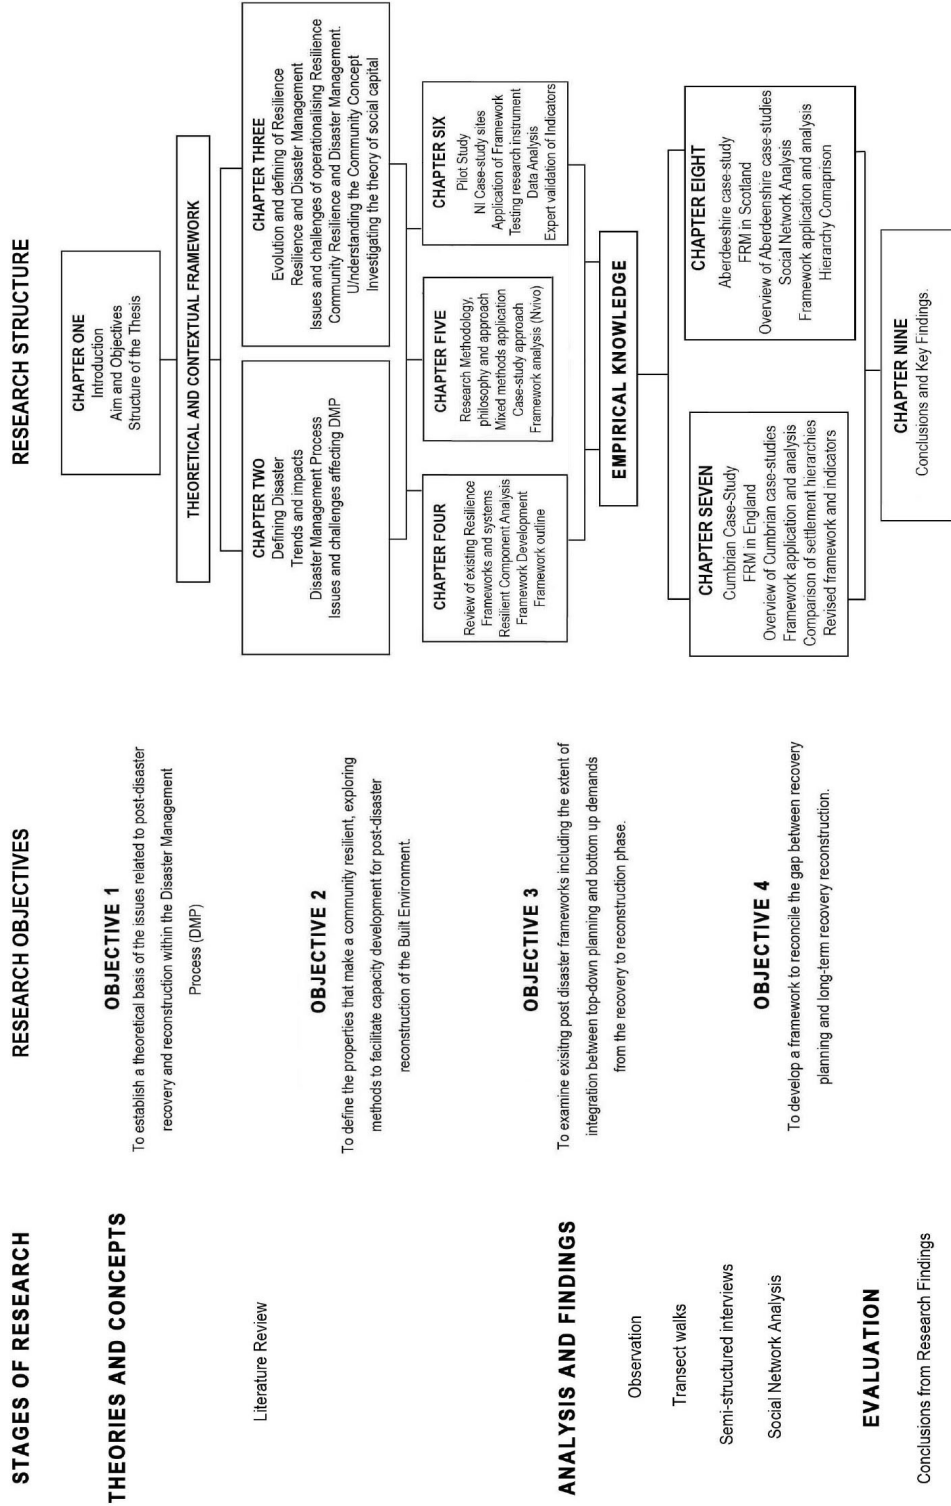 STAGES OF RESEARCH
THEORIES AND CONCEPTS
Literature Review
ANALYSIS AND FINDINGS
Observation
Transect walks
Semi-structured interviews
Social Network Analysis
EVALUATION
Conclusions from Research Findings
RESEARCH OBJECTIVES
OBJECTIVE 1
To establish a theoretical basis of the issues related to post-disaster
recovery and reconstruction within the Disaster Management
Process (DMP)
OBJECTIVE 2
To define the properties that make a community resilient, exploring
methods to facilitate capacity development for post-disaster
reconstruction of the Built Environment.
OBJECTIVE 3
To examine exisitng post disaster frameworks including the extent of
integration between top-down planning and bottom up demands
from the recovery to reconstruction phase.
OBJECTIVE 4
To develop a framework to reconcile the gap between recovery
planning and long-term recovery reconstruction.
RESEARCH STRUCTURE
CHAPTER ONE
Introduction
Aim and Objectives
Structure of the Thesis
THEORETICAL AND CONTEXTUAL FRAMEWORK
CHAPTER TWO
Defining Disaster
Trends and impacts
Disaster Management Process
Issues and challenges affecting DMP
CHAPTER THREE
Evolution and defining of Resilience
Resilience and Disaster Management
Issues and challenges of operationalising Resilience
Community Resilience and Disaster Management.
U/nderstanding the Community Concept
Investigating the theory of social capital
CHAPTER FOUR
Review of existing Resilience
Frameworks and systems
Resilient Component Analysis
Framework Development
Framework outline
CHAPTER FIVE
Research Methodology,
philosophy and approach
Mixed methods application
Case-study approach
Framework analysis (Nvivo)
CHAPTER SIX
Pilot Study
NI Case-study sites
Application of Framework
Testing research instrument
Data Analysis
Expert validation of Indicators
EMPIRICAL KNOWLEDGE
CHAPTER SEVEN
Cumbrian Case-Study
FRM in England
Overview of Cumbrian case-studies
Framework application and analysis
Comparison of settlement hierarchies
Revised framework and indicators
CHAPTER EIGHT
Aberdeeshire case-study
FRM in Scotland
Overview of Aberdeenshire case-studies
Social Network Analysis
Framework application and analysis
Hierarchy Comaprison
CHAPTER NINE
Conclusions and Key Findings.